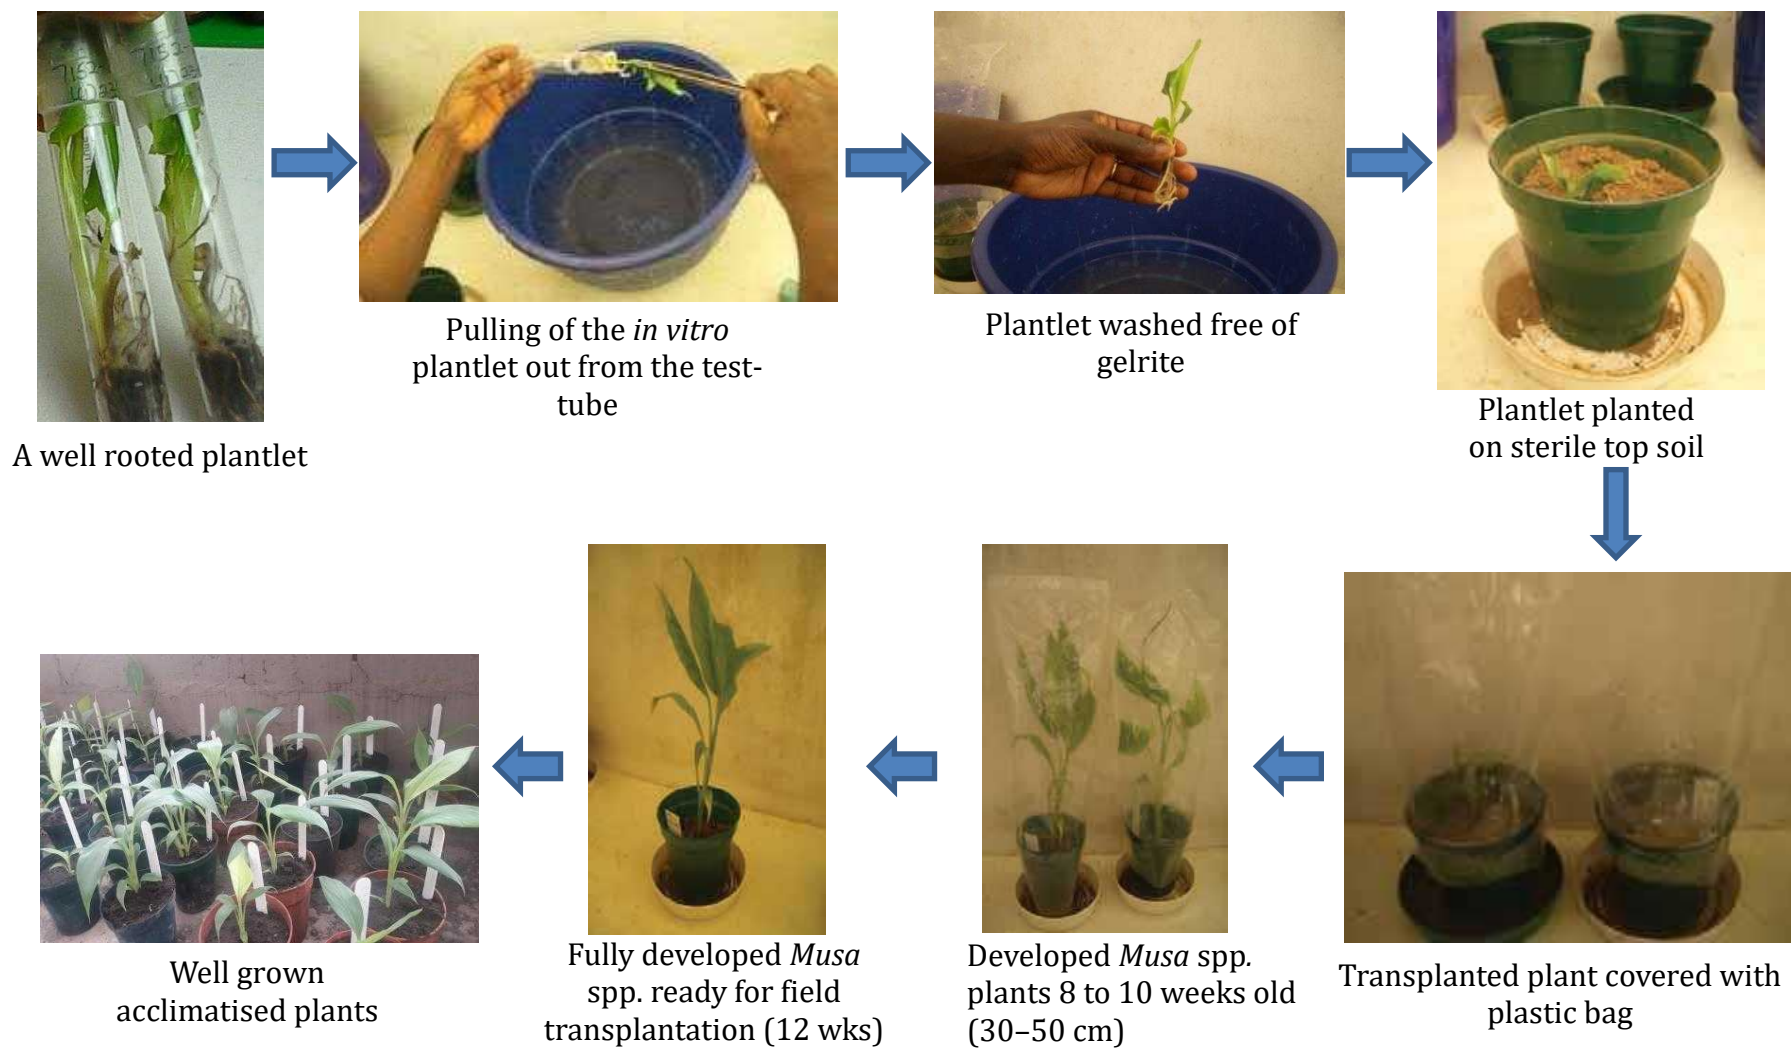 A well rooted plantlet
Pulling of the in vitro
plantlet out from the test-
tube
Plantlet washed free of
gelrite
Plantlet planted
on sterile top soil
Transplanted plant covered with
plastic bag
Developed Musa spp.
plants 8 to 10 weeks old
(30–50 cm)
Fully developed Musa
spp. ready for field
transplantation (12 wks)
Well grown
acclimatised plants